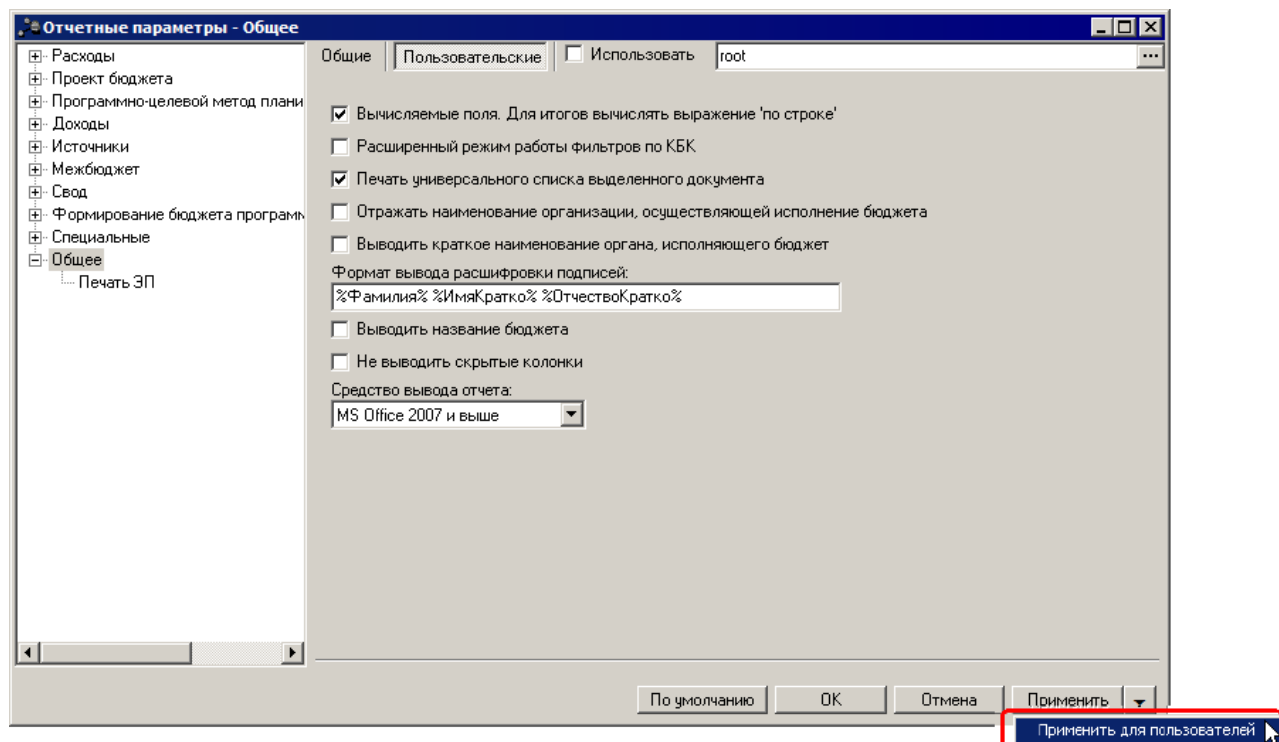 Отчетные параметры - Общее
Расходы
Проект бюджета
Программно-целевой метод плани
Доходы
Источники
Межбюджет
Свод
Формирование бюджета программ
Специальные
Общее
Печать ЭП
Общие Пользовательские Использовать root ...
Вычисляемые поля. Для итогов вычислять выражение 'по строке'
Расширенный режим работы фильтров по КБК
Печать универсального списка выделенного документа
Отражать наименование организации, осуществляющей исполнение бюджета
Выводить краткое наименование органа, исполняющего бюджет
Формат вывода расшифровки подписей:
%Фамилия% %ИмяКратко% %ОтчествоКратко%
Выводить название бюджета
Не выводить скрытые колонки
Средство вывода отчета:
MS Office 2007 и выше
По умолчанию OK Отмена Применить
Применить для пользователей